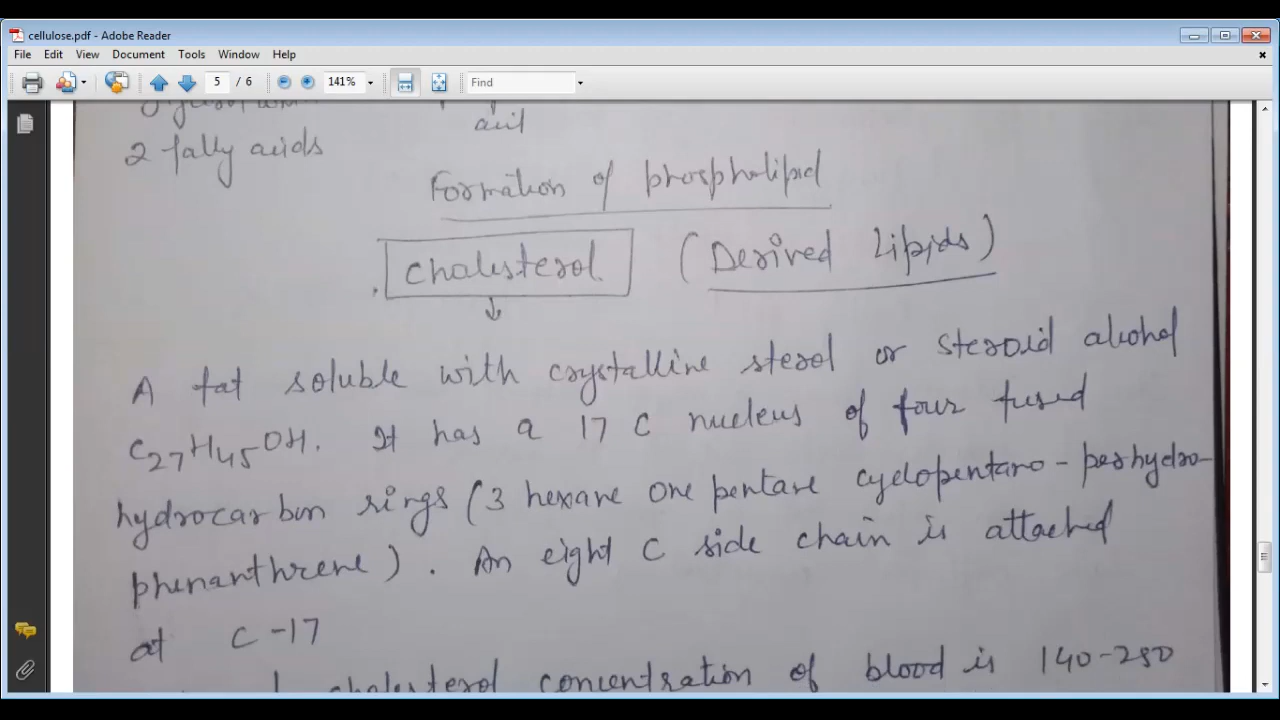 cellulose.pdf - Adobe Reader
File Edit View Document Tools Window Help
5 / 6 141% Find
acid
2 fatty acids
Formation of phospholipid
Cholesterol (Derived Lipids)
A fat soluble with crystalline sterol or steroid alcohol
C27H45OH. It has a 17 C nucleus of four fused
hydrocarbon rings (3 hexane one pentane cyclopentano-perhydro-
phenanthrene). An eight C side chain is attached
at C-17
cholesterol concentration of blood is 140-250